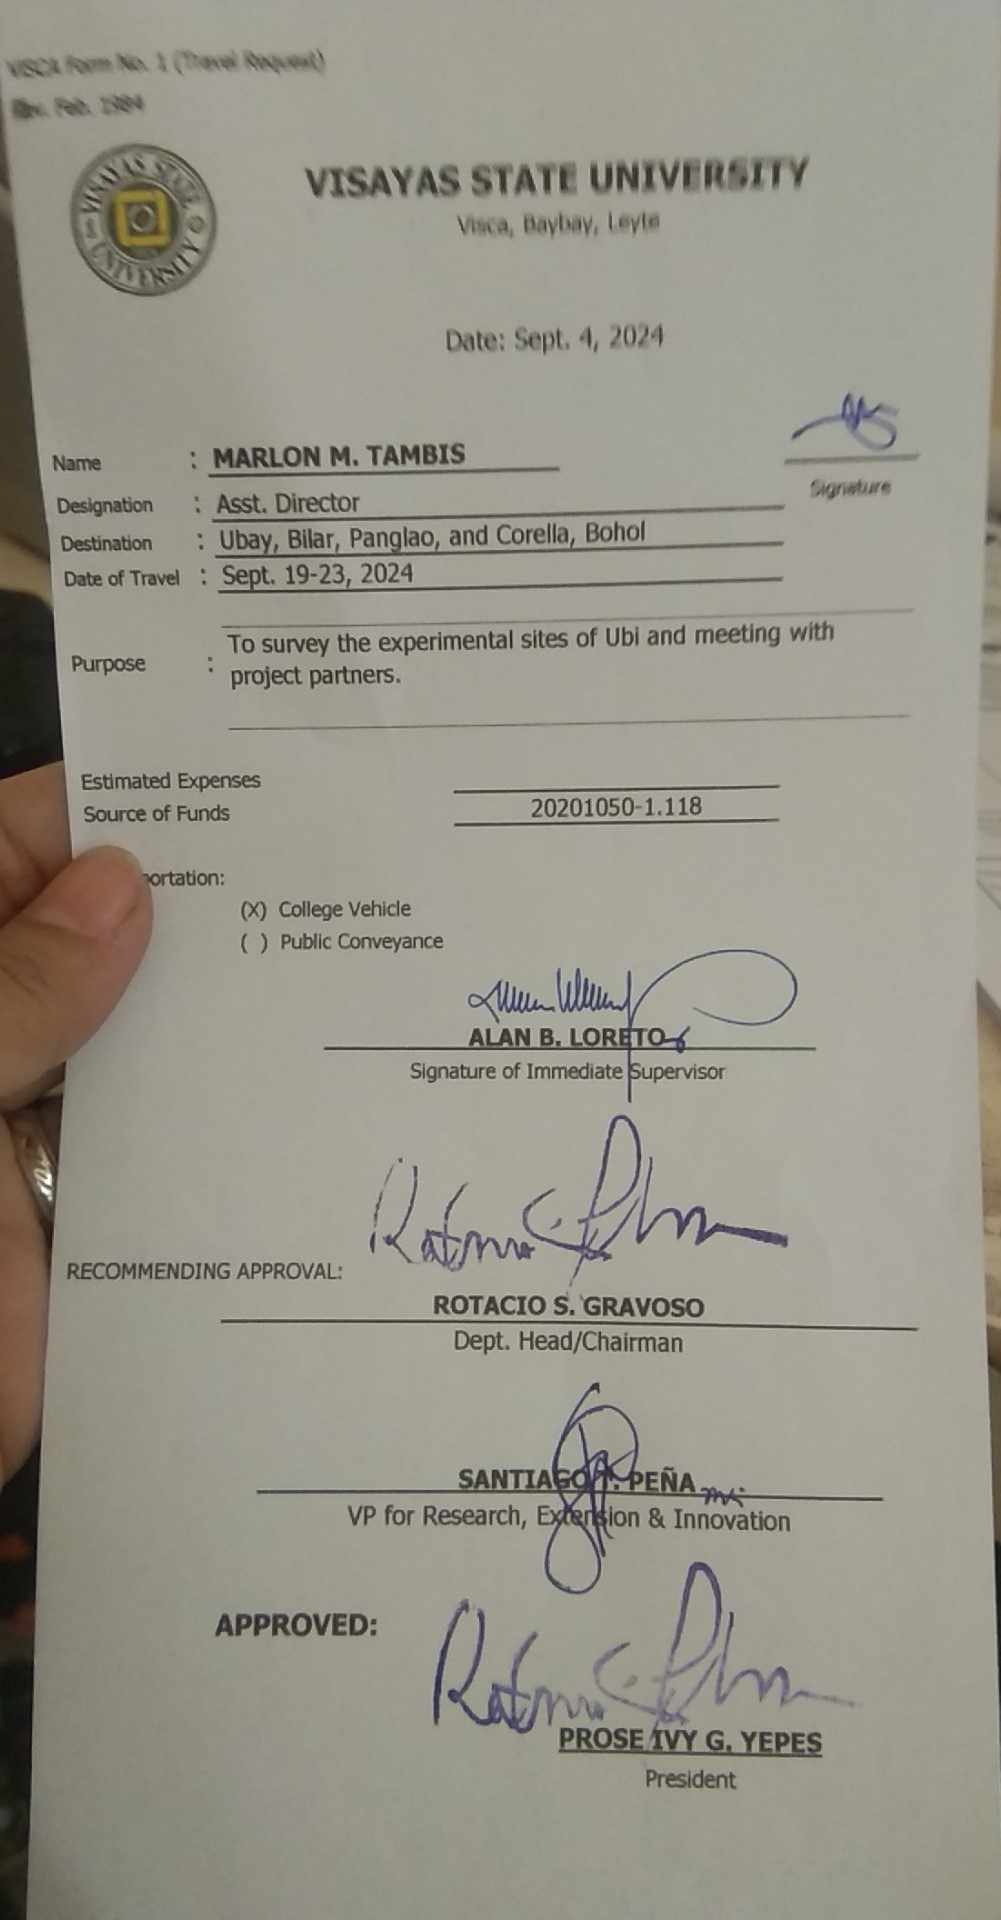 VISCA Form No. 1 (Travel Request)
Rev. Feb. 1984
VISAYAS STATE UNIVERSITY
VISAYAS STATE UNIVERSITY
Visca, Baybay, Leyte
Date: Sept. 4, 2024
Name : MARLON M. TAMBIS
Signature
Designation : Asst. Director
Destination : Ubay, Bilar, Panglao, and Corella, Bohol
Date of Travel : Sept. 19-23, 2024
Purpose : To survey the experimental sites of Ubi and meeting with
project partners.
Estimated Expenses
Source of Funds 20201050-1.118
ortation:
(X) College Vehicle
( ) Public Conveyance
ALAN B. LORETO
Signature of Immediate Supervisor
RECOMMENDING APPROVAL:
ROTACIO S. GRAVOSO
Dept. Head/Chairman
SANTIAGO T. PEÑA
VP for Research, Extension & Innovation
APPROVED:
PROSE IVY G. YEPES
President